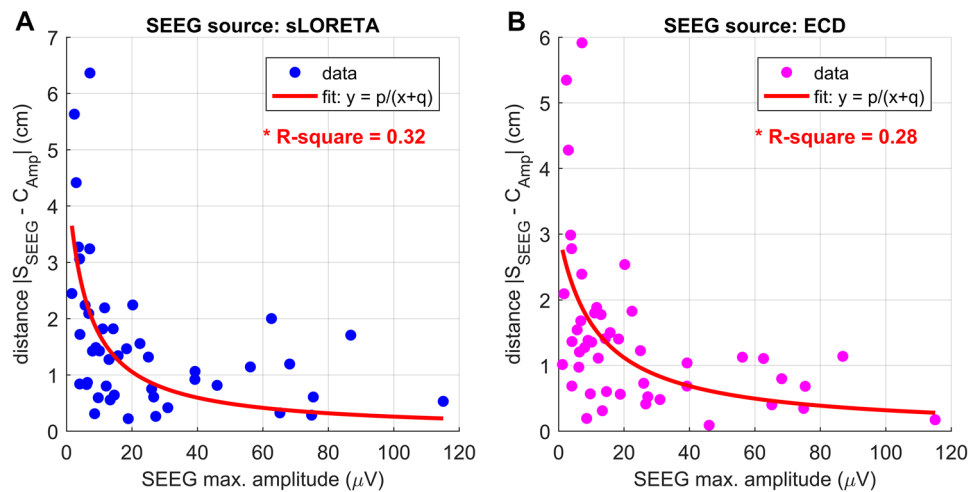 A
SEEG source: sLORETA
7
6
5
4
3
2
1
0
distance |S_SEEG - C_Amp| (cm)
data
fit: y = p/(x+q)
* R-square = 0.32
0 20 40 60 80 100 120
SEEG max. amplitude (μV)
B
SEEG source: ECD
6
5
4
3
2
1
0
distance |S_SEEG - C_Amp| (cm)
data
fit: y = p/(x+q)
* R-square = 0.28
0 20 40 60 80 100 120
SEEG max. amplitude (μV)